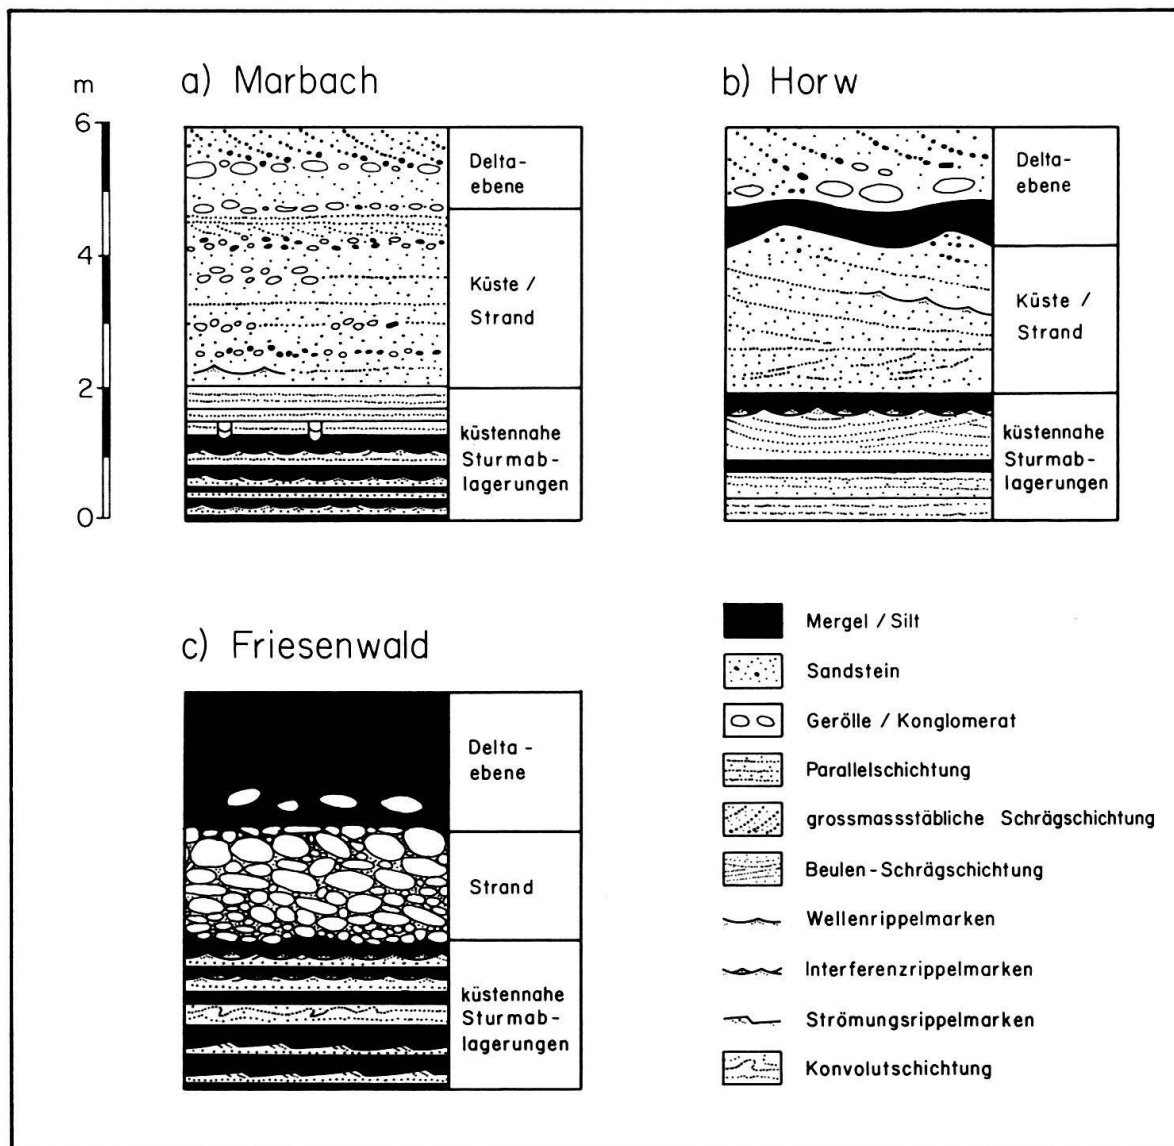 m
6
4
2
0
a) Marbach
Delta-
ebene
Küste /
Strand
küstennahe
Sturmab-
lagerungen
b) Horw
Delta-
ebene
Küste /
Strand
küstennahe
Sturmab-
lagerungen
c) Friesenwald
Delta-
ebene
Strand
küstennahe
Sturmab-
lagerungen
Mergel / Silt
Sandstein
Gerölle / Konglomerat
Parallelschichtung
grossmassstäbliche Schrägschichtung
Beulen-Schrägschichtung
Wellenrippelmarken
Interferenzrippelmarken
Strömungsrippelmarken
Konvolutschichtung